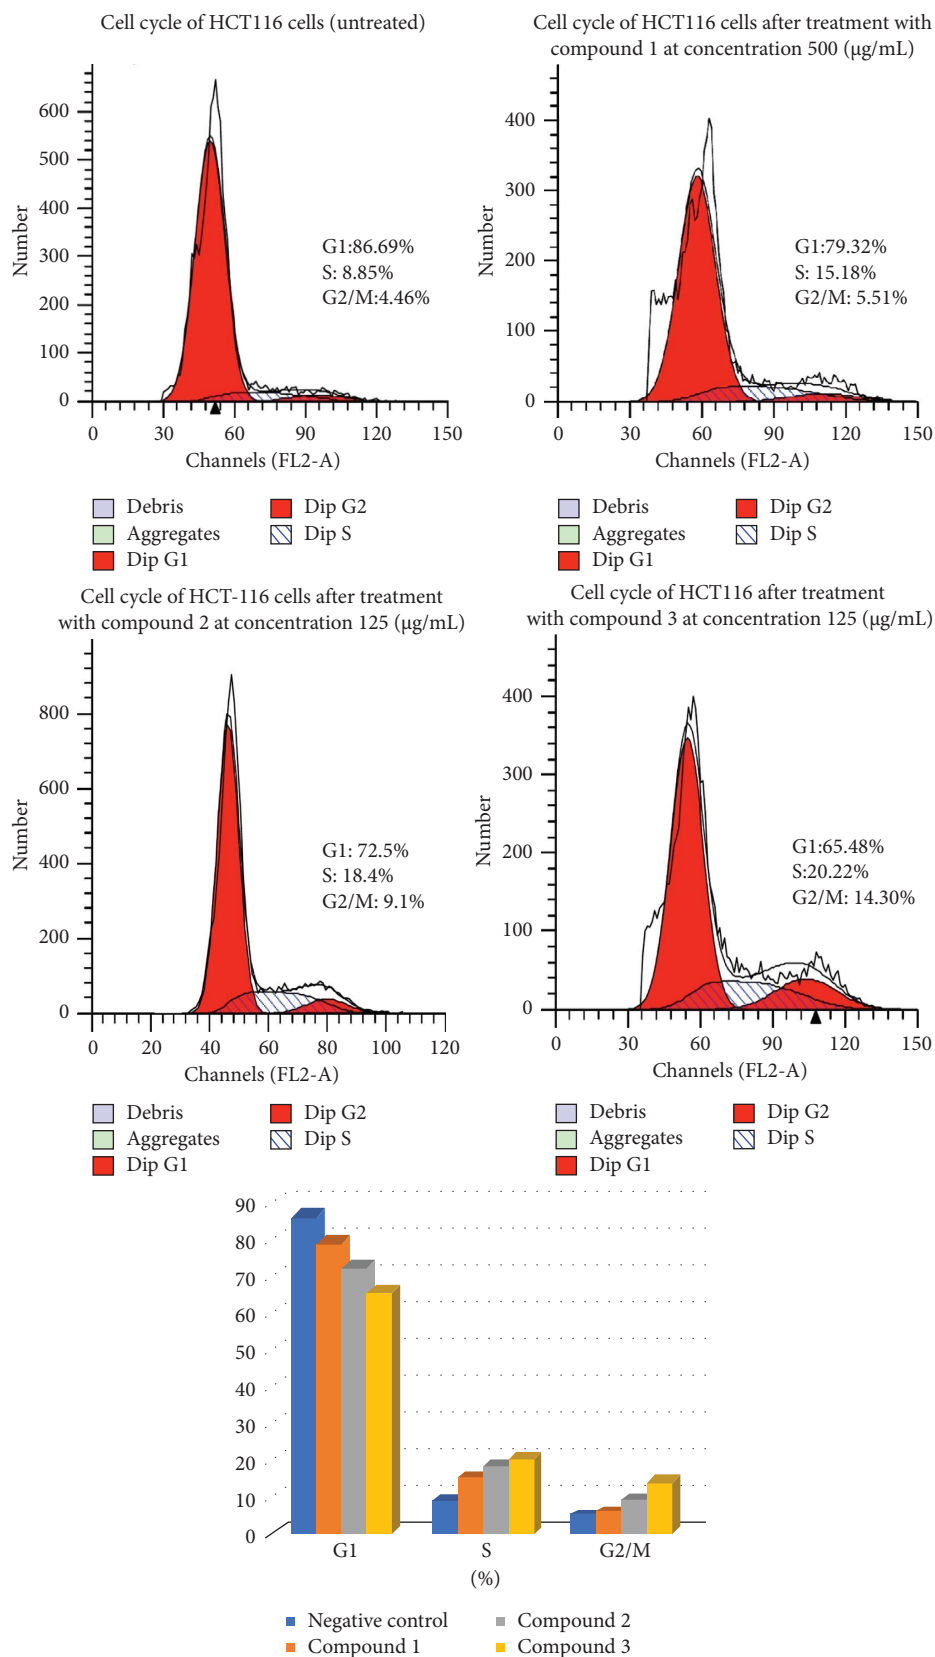 Cell cycle of HCT116 cells (untreated)
600
500
400
300
200
100
0
Number
G1:86.69%
S: 8.85%
G2/M:4.46%
0 30 60 90 120 150
Channels (FL2-A)
Debris
Aggregates
Dip G1
Dip G2
Dip S
Cell cycle of HCT116 cells after treatment with
compound 1 at concentration 500 (µg/mL)
400
300
200
100
0
Number
G1:79.32%
S: 15.18%
G2/M: 5.51%
0 30 60 90 120 150
Channels (FL2-A)
Debris
Aggregates
Dip G1
Dip G2
Dip S
Cell cycle of HCT-116 cells after treatment
with compound 2 at concentration 125 (µg/mL)
800
600
400
200
0
Number
G1: 72.5%
S: 18.4%
G2/M: 9.1%
0 20 40 60 80 100 120
Channels (FL2-A)
Debris
Aggregates
Dip G1
Dip G2
Dip S
Cell cycle of HCT116 after treatment
with compound 3 at concentration 125 (µg/mL)
400
300
200
100
0
Number
G1:65.48%
S:20.22%
G2/M: 14.30%
0 30 60 90 120 150
Channels (FL2-A)
Debris
Aggregates
Dip G1
Dip G2
Dip S
90
80
70
60
50
40
30
20
10
0
G1 S G2/M
(%)
Negative control
Compound 1
Compound 2
Compound 3